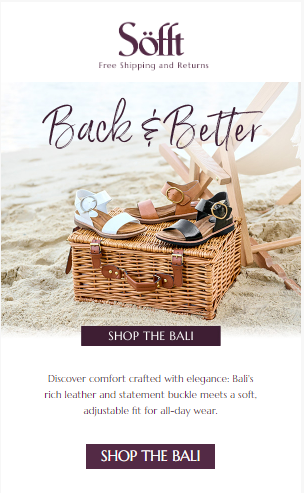 Söfft
Free Shipping and Returns
Back & Better
SHOP THE BALI
Discover comfort crafted with elegance: Bali's
rich leather and statement buckle meets a soft,
adjustable fit for all-day wear.
SHOP THE BALI